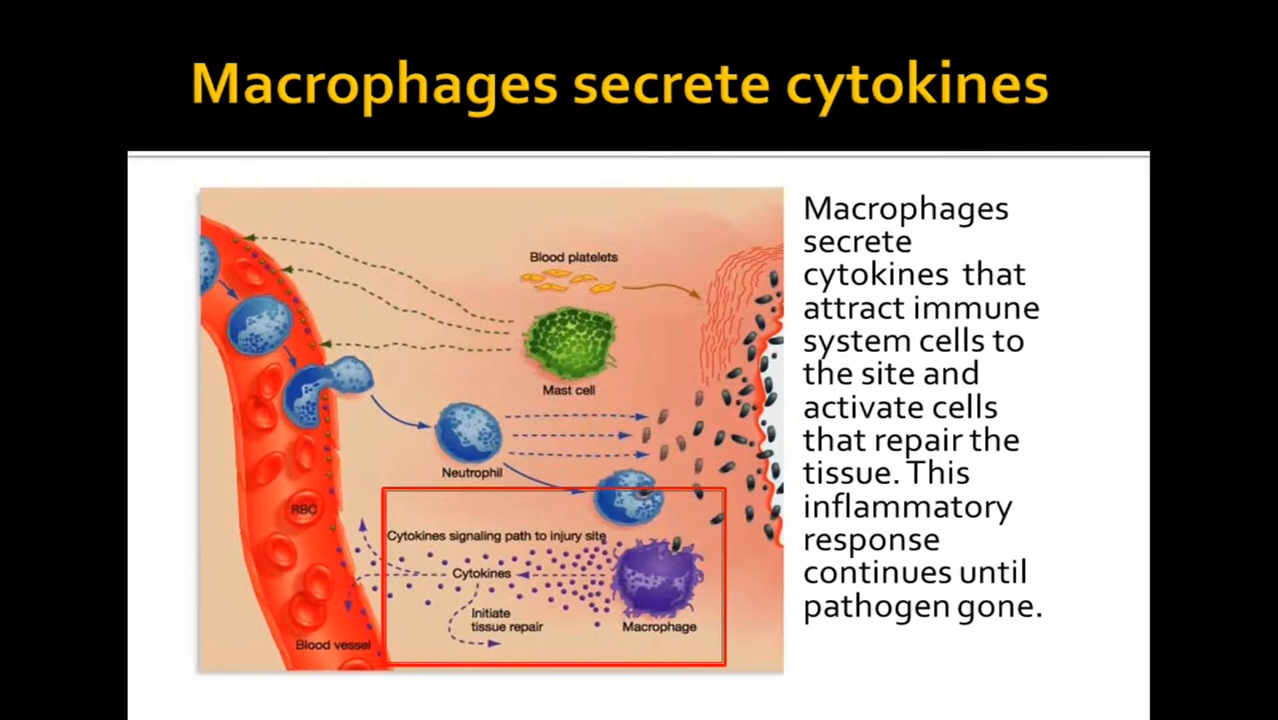 Macrophages secrete cytokines
Blood platelets
Mast cell
Neutrophil
RBC
Cytokines signaling path to injury site
Cytokines
Initiate
tissue repair
Macrophage
Blood vessel
Macrophages
secrete
cytokines that
attract immune
system cells to
the site and
activate cells
that repair the
tissue. This
inflammatory
response
continues until
pathogen gone.